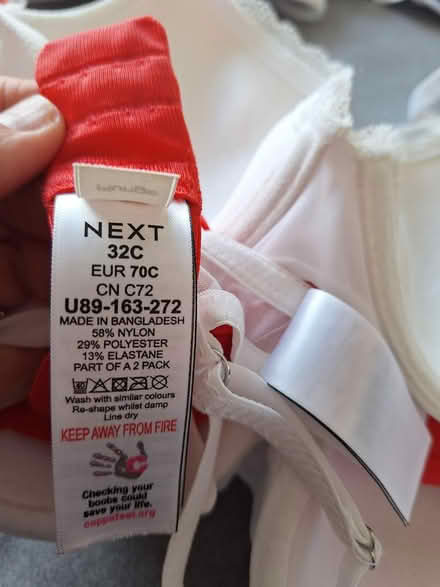 NEXT
32C
EUR 70C
CN C72
U89-163-272
MADE IN BANGLADESH
58% NYLON
29% POLYESTER
13% ELASTANE
PART OF A 2 PACK
Wash with similar colours
Re-shape whilst damp
Line dry
KEEP AWAY FROM FIRE
Checking your
boobs could
save your life.
coppafeel.org